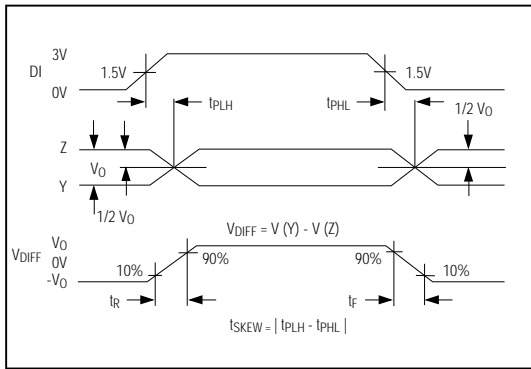 3V
DI
1.5V
1.5V
0V
tPLH
tPHL
1/2 VO
Z
VO
Y
1/2 VO
VDIFF = V (Y) - V (Z)
VO
VDIFF
0V
-VO
10%
90%
90%
10%
tR
tF
tSKEW = | tPLH - tPHL |